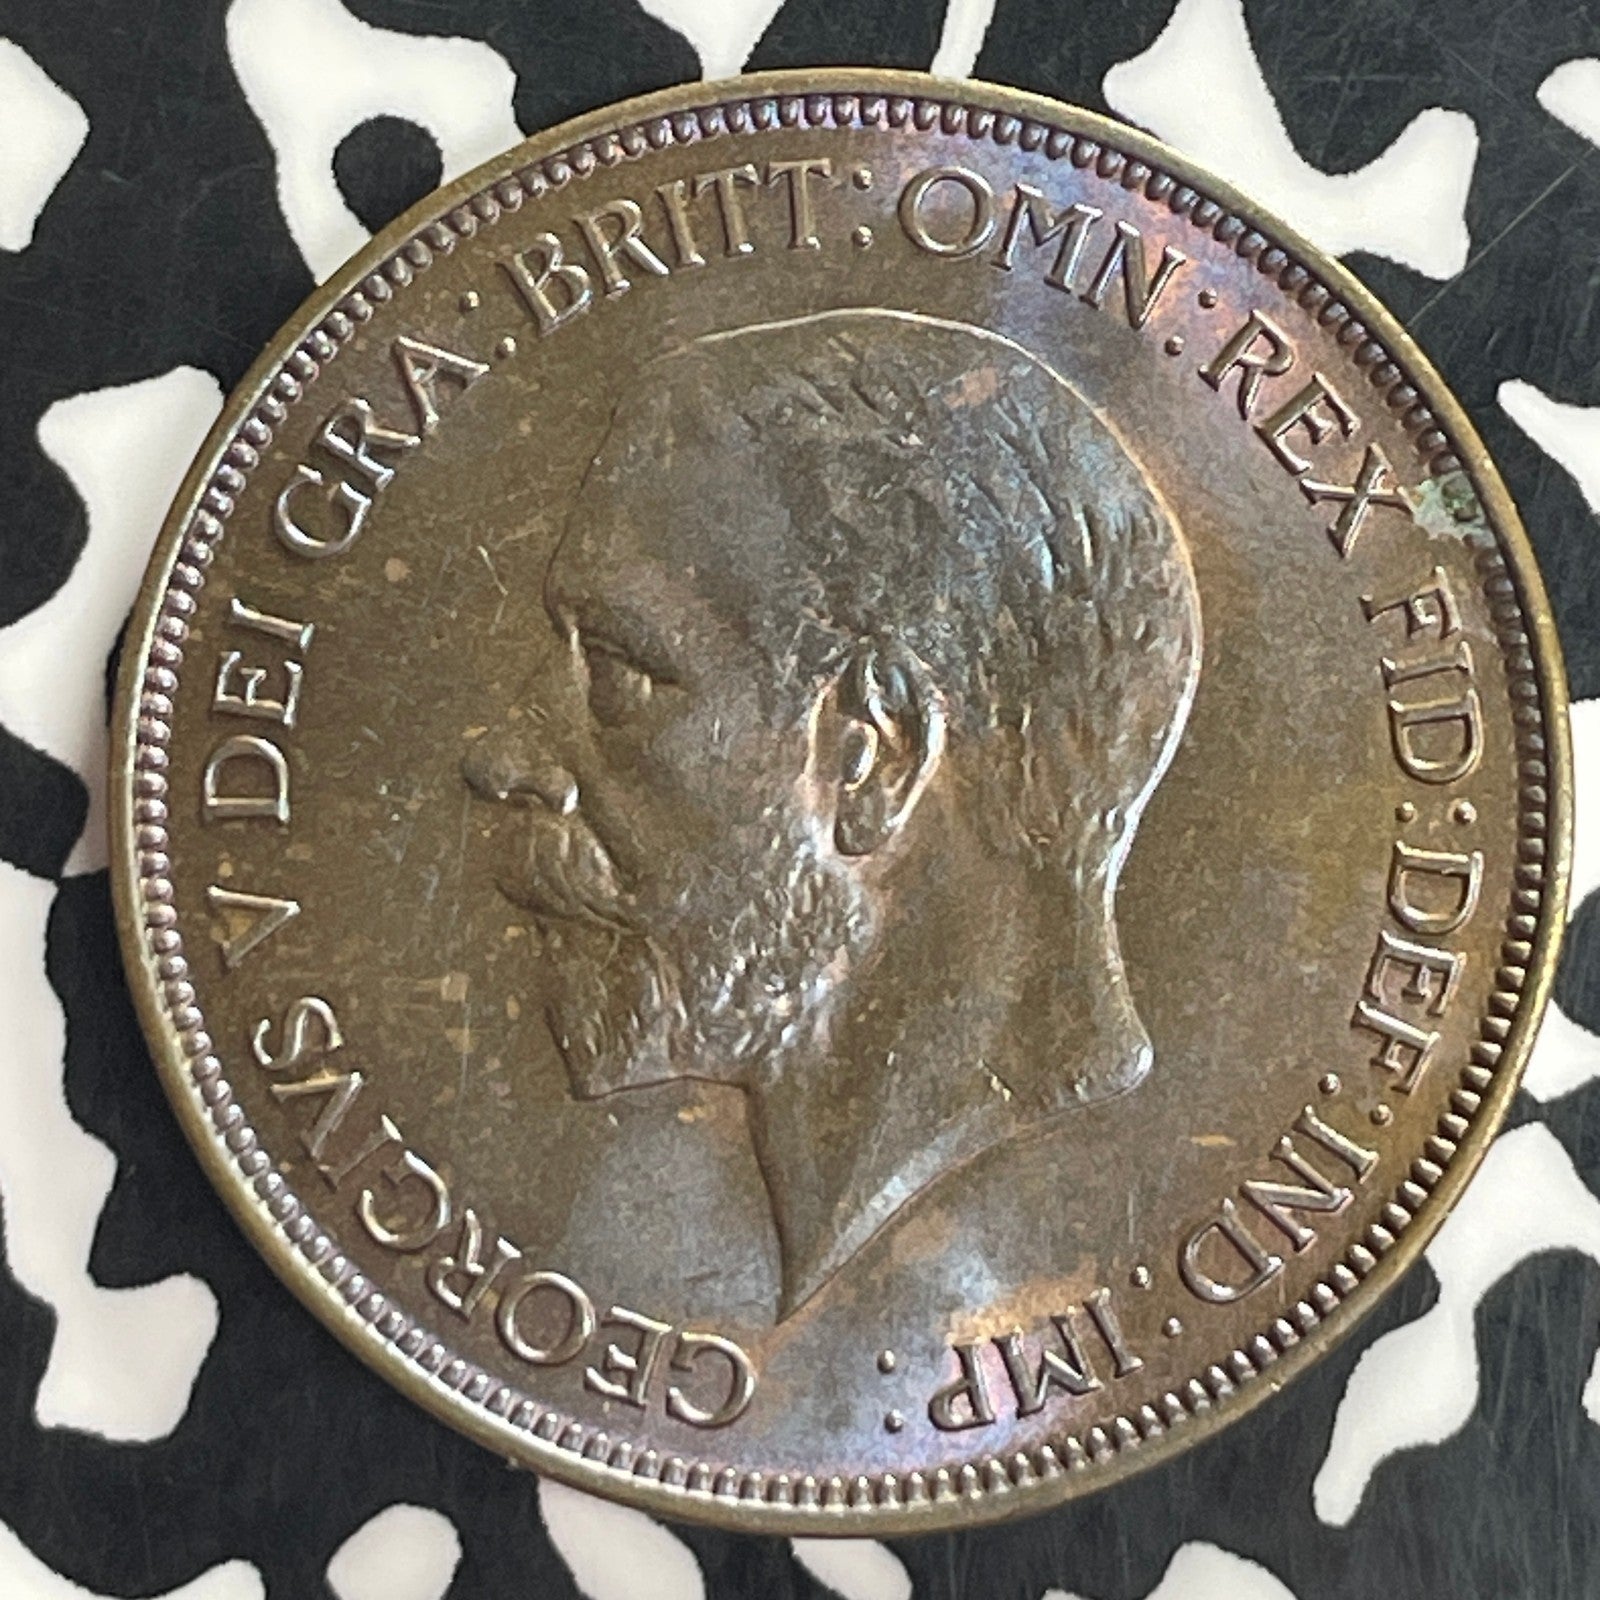 GEORGIVS V DEI GRA: BRITT: OMN: REX FID: DEF: IND: IMP: